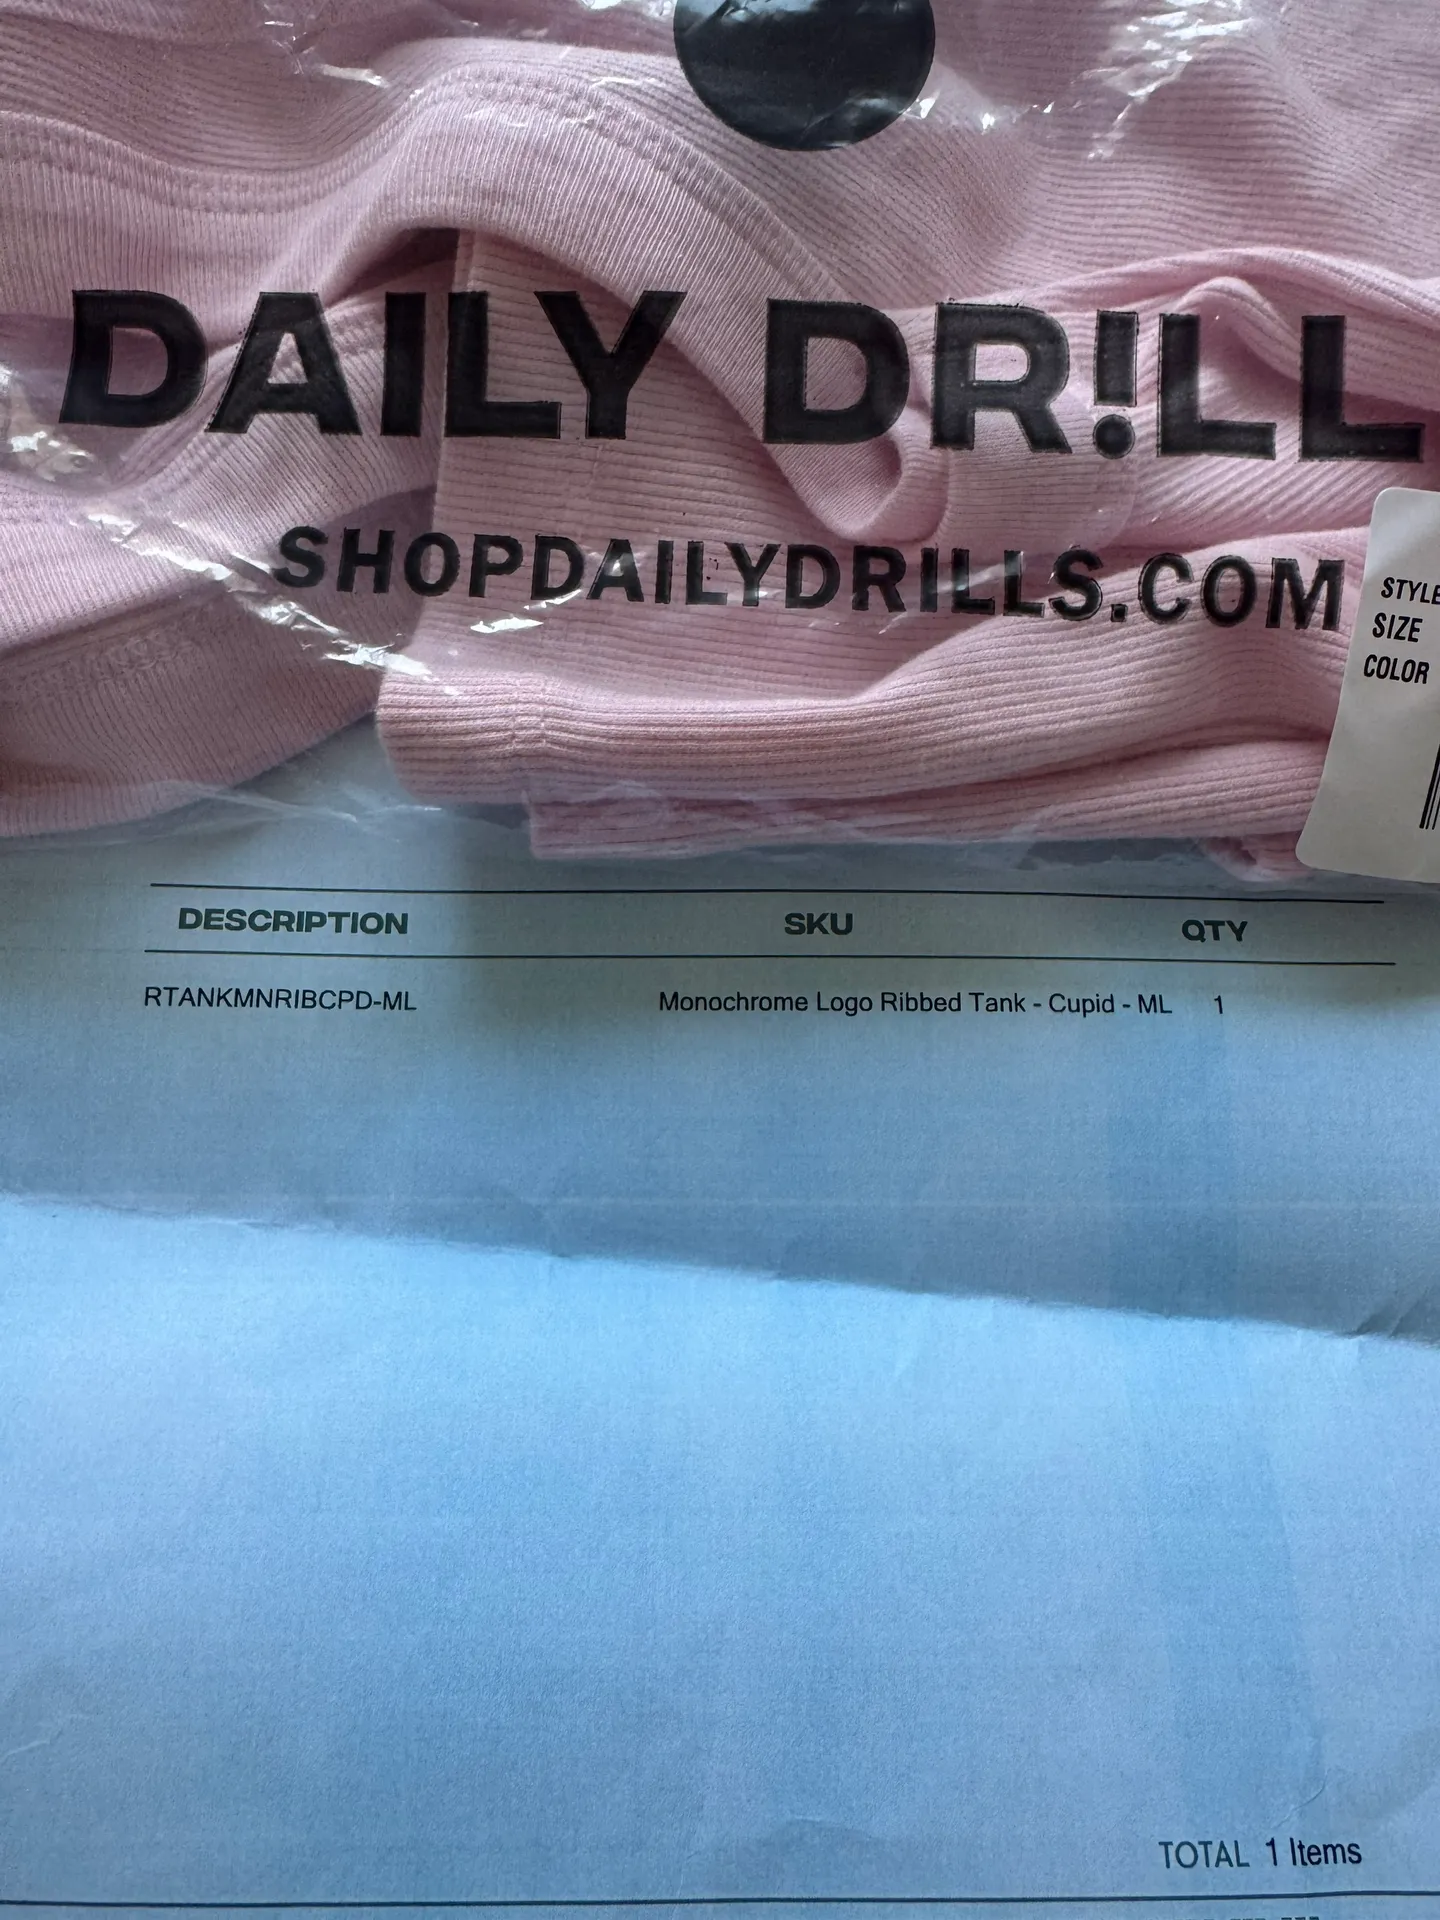 DAILY DR!LL
SHOPDAILYDRILLS.COM
STYLE
SIZE
COLOR
DESCRIPTION SKU QTY
RTANKMNRIBCPD-ML Monochrome Logo Ribbed Tank - Cupid - ML 1
TOTAL 1 Items